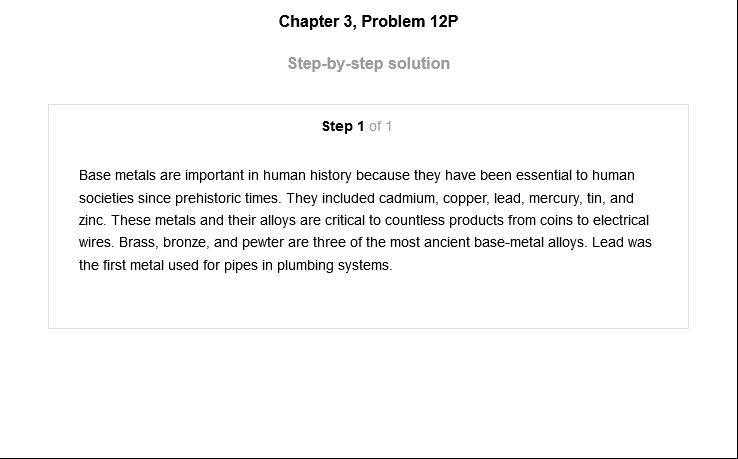 Chapter 3, Problem 12P
Step-by-step solution
Step 1 of 1
Base metals are important in human history because they have been essential to human
societies since prehistoric times. They included cadmium, copper, lead, mercury, tin, and
zinc. These metals and their alloys are critical to countless products from coins to electrical
wires. Brass, bronze, and pewter are three of the most ancient base-metal alloys. Lead was
the first metal used for pipes in plumbing systems.